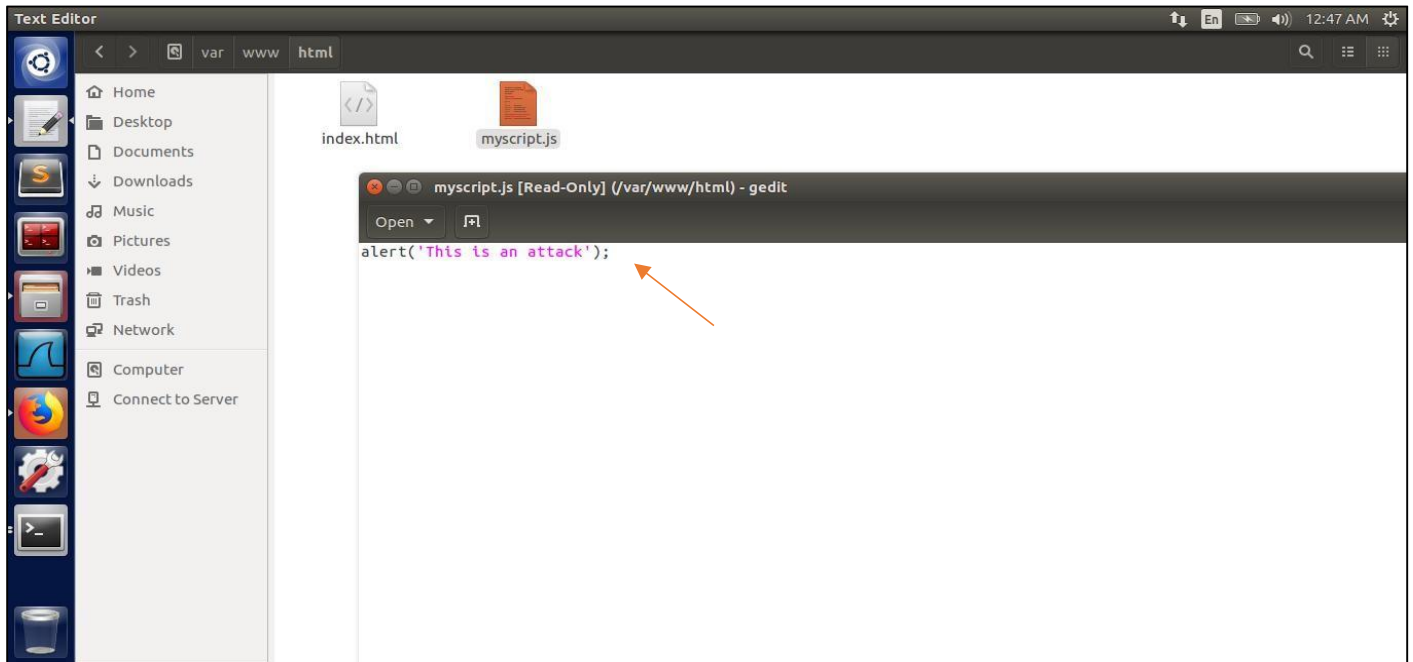 Text Editor
En
12:47 AM
var www html
Home
Desktop
Documents
Downloads
Music
Pictures
Videos
Trash
Network
Computer
Connect to Server
index.html
myscript.js
myscript.js [Read-Only] (/var/www/html) - gedit
Open
alert('This is an attack');